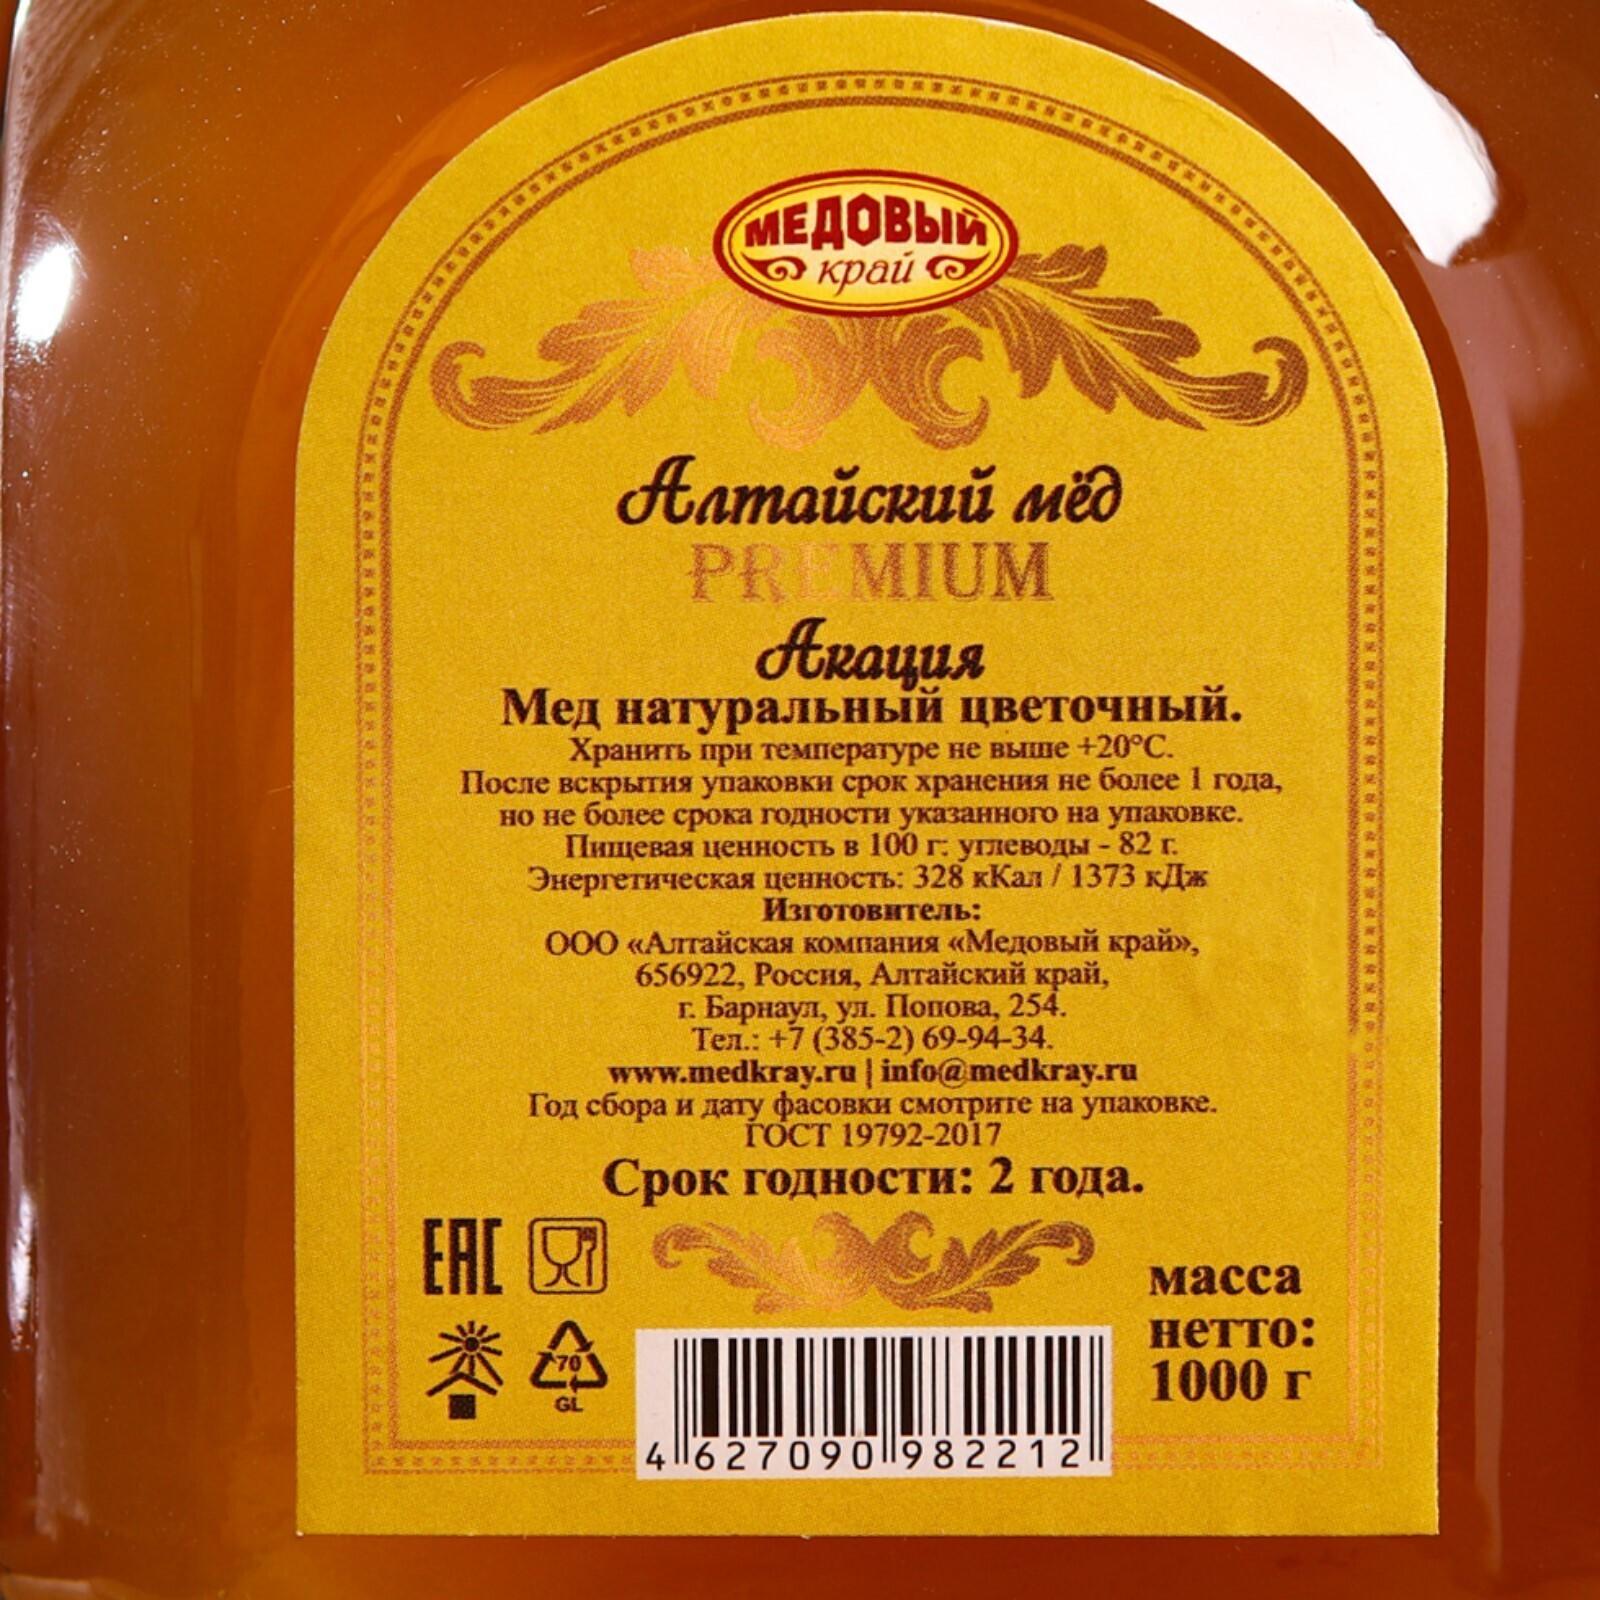 МЕДОВЫЙ
край
Алтайский мёд
PREMIUM
Акация
Мед натуральный цветочный.
Хранить при температуре не выше +20°С.
После вскрытия упаковки срок хранения не более 1 года,
но не более срока годности указанного на упаковке.
Пищевая ценность в 100 г: углеводы - 82 г.
Энергетическая ценность: 328 кКал / 1373 кДж
Изготовитель:
ООО «Алтайская компания «Медовый край»,
656922, Россия, Алтайский край,
г. Барнаул, ул. Попова, 254.
Тел.: +7 (385-2) 69-94-34.
www.medkray.ru | info@medkray.ru
Год сбора и дату фасовки смотрите на упаковке.
ГОСТ 19792-2017
Срок годности: 2 года.
EAC
70
GL
масса
нетто:
1000 г
4 627090 982212